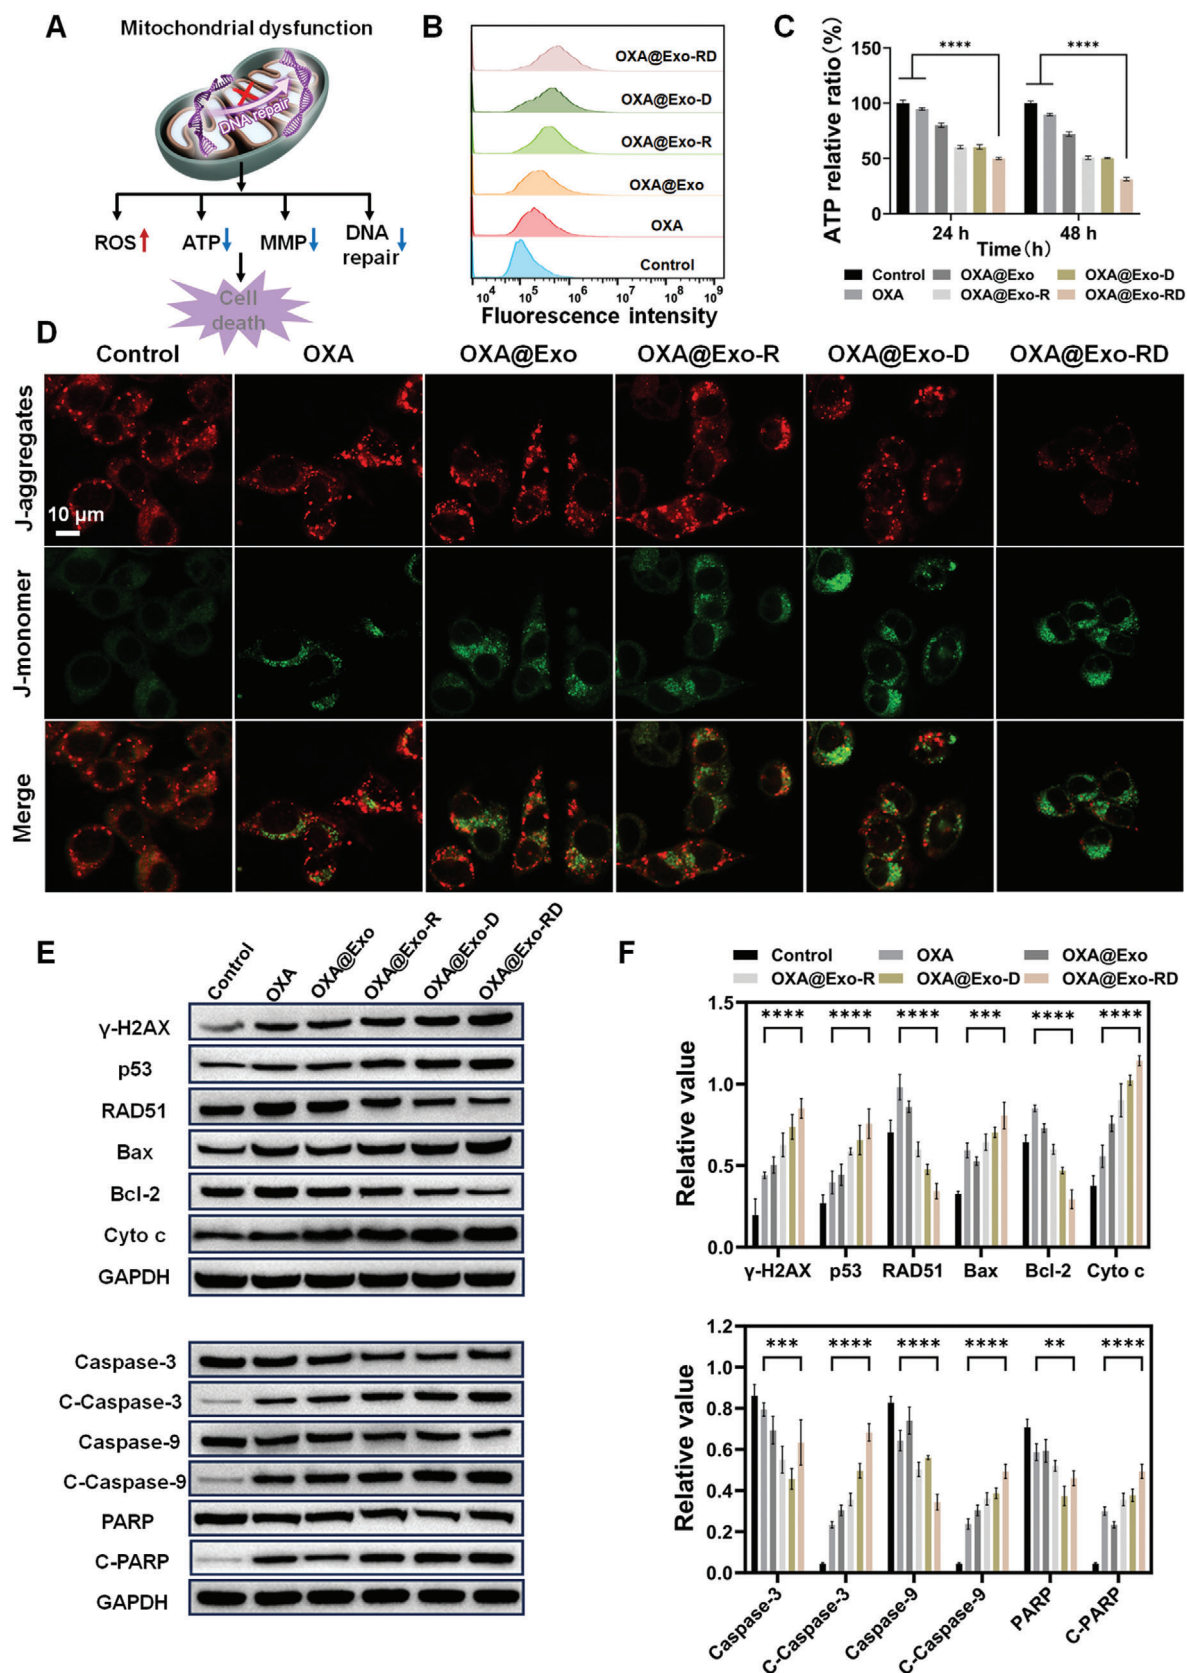 A
Mitochondrial dysfunction
DNA repair
ROS
ATP
MMP
DNA
repair
Cell
death
B
OXA@Exo-RD
OXA@Exo-D
OXA@Exo-R
OXA@Exo
OXA
Control
10^4 10^5 10^6 10^7 10^8 10^9
Fluorescence intensity
C
ATP relative ratio(%)
150
100
50
0
**** ****
24 h 48 h
Time(h)
Control OXA@Exo OXA@Exo-D
OXA OXA@Exo-R OXA@Exo-RD
D
Control OXA OXA@Exo OXA@Exo-R OXA@Exo-D OXA@Exo-RD
J-aggregates
10 μm
J-monomer
Merge
E
Control OXA OXA@Exo OXA@Exo-R OXA@Exo-D OXA@Exo-RD
γ-H2AX
p53
RAD51
Bax
Bcl-2
Cyto c
GAPDH
Caspase-3
C-Caspase-3
Caspase-9
C-Caspase-9
PARP
C-PARP
GAPDH
F
Control OXA OXA@Exo
OXA@Exo-R OXA@Exo-D OXA@Exo-RD
Relative value
1.5
1.0
0.5
0.0
**** **** **** *** **** ****
γ-H2AX p53 RAD51 Bax Bcl-2 Cyto c
Relative value
1.2
0.8
0.6
0.4
0.2
0.0
*** **** **** **** ** ****
Caspase-3 C-Caspase-3 Caspase-9 C-Caspase-9 PARP C-PARP